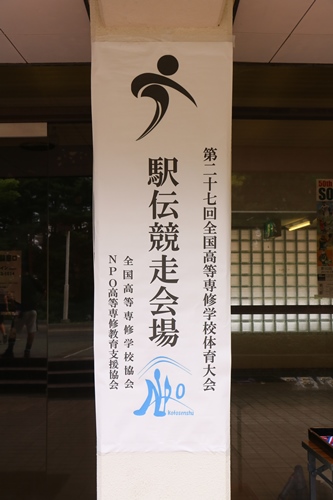 第二十七回全国高等専修学校体育大会
駅伝競走会場
全国高等専修学校協会
NPO高等専修教育支援協会
NPO